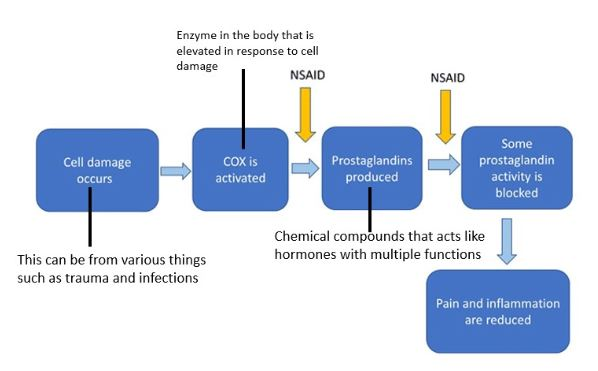 Enzyme in the body that is
elevated in response to cell
damage
NSAID
NSAID
Cell damage
occurs
COX is
activated
Prostaglandins
produced
Some
prostaglandin
activity is
blocked
This can be from various things
such as trauma and infections
Chemical compounds that acts like
hormones with multiple functions
Pain and inflammation
are reduced